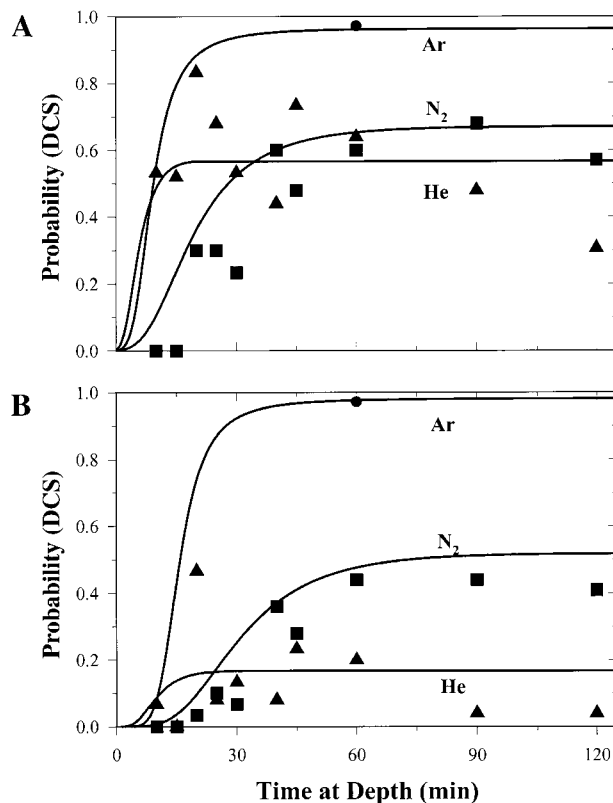 A
Probability (DCS)
1.0
0.8
0.6
0.4
0.2
0.0
Ar
N₂
He
B
Probability (DCS)
1.0
0.8
0.6
0.4
0.2
0.0
Ar
N₂
He
0 30 60 90 120
Time at Depth (min)